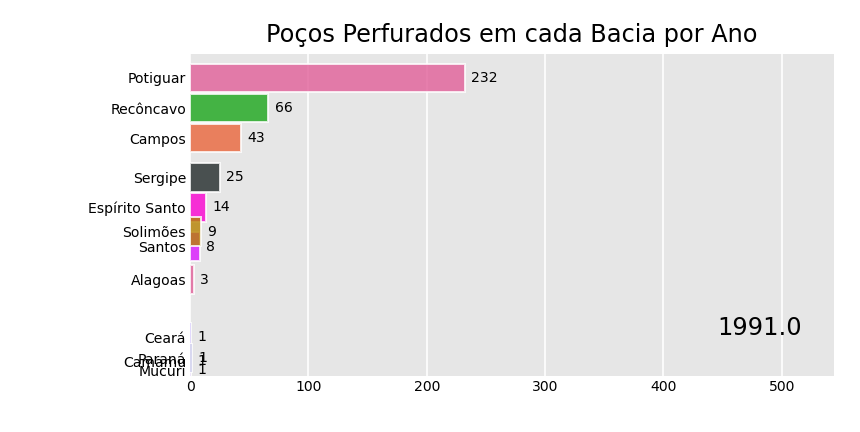 Poços Perfurados em cada Bacia por Ano
Potiguar 232
Recôncavo 66
Campos 43
Sergipe 25
Espírito Santo 14
Solimões 9
Santos 8
Alagoas 3
1991.0
Ceará 1
Paraná 1
Camamu 1
Mucuri 1
0 100 200 300 400 500